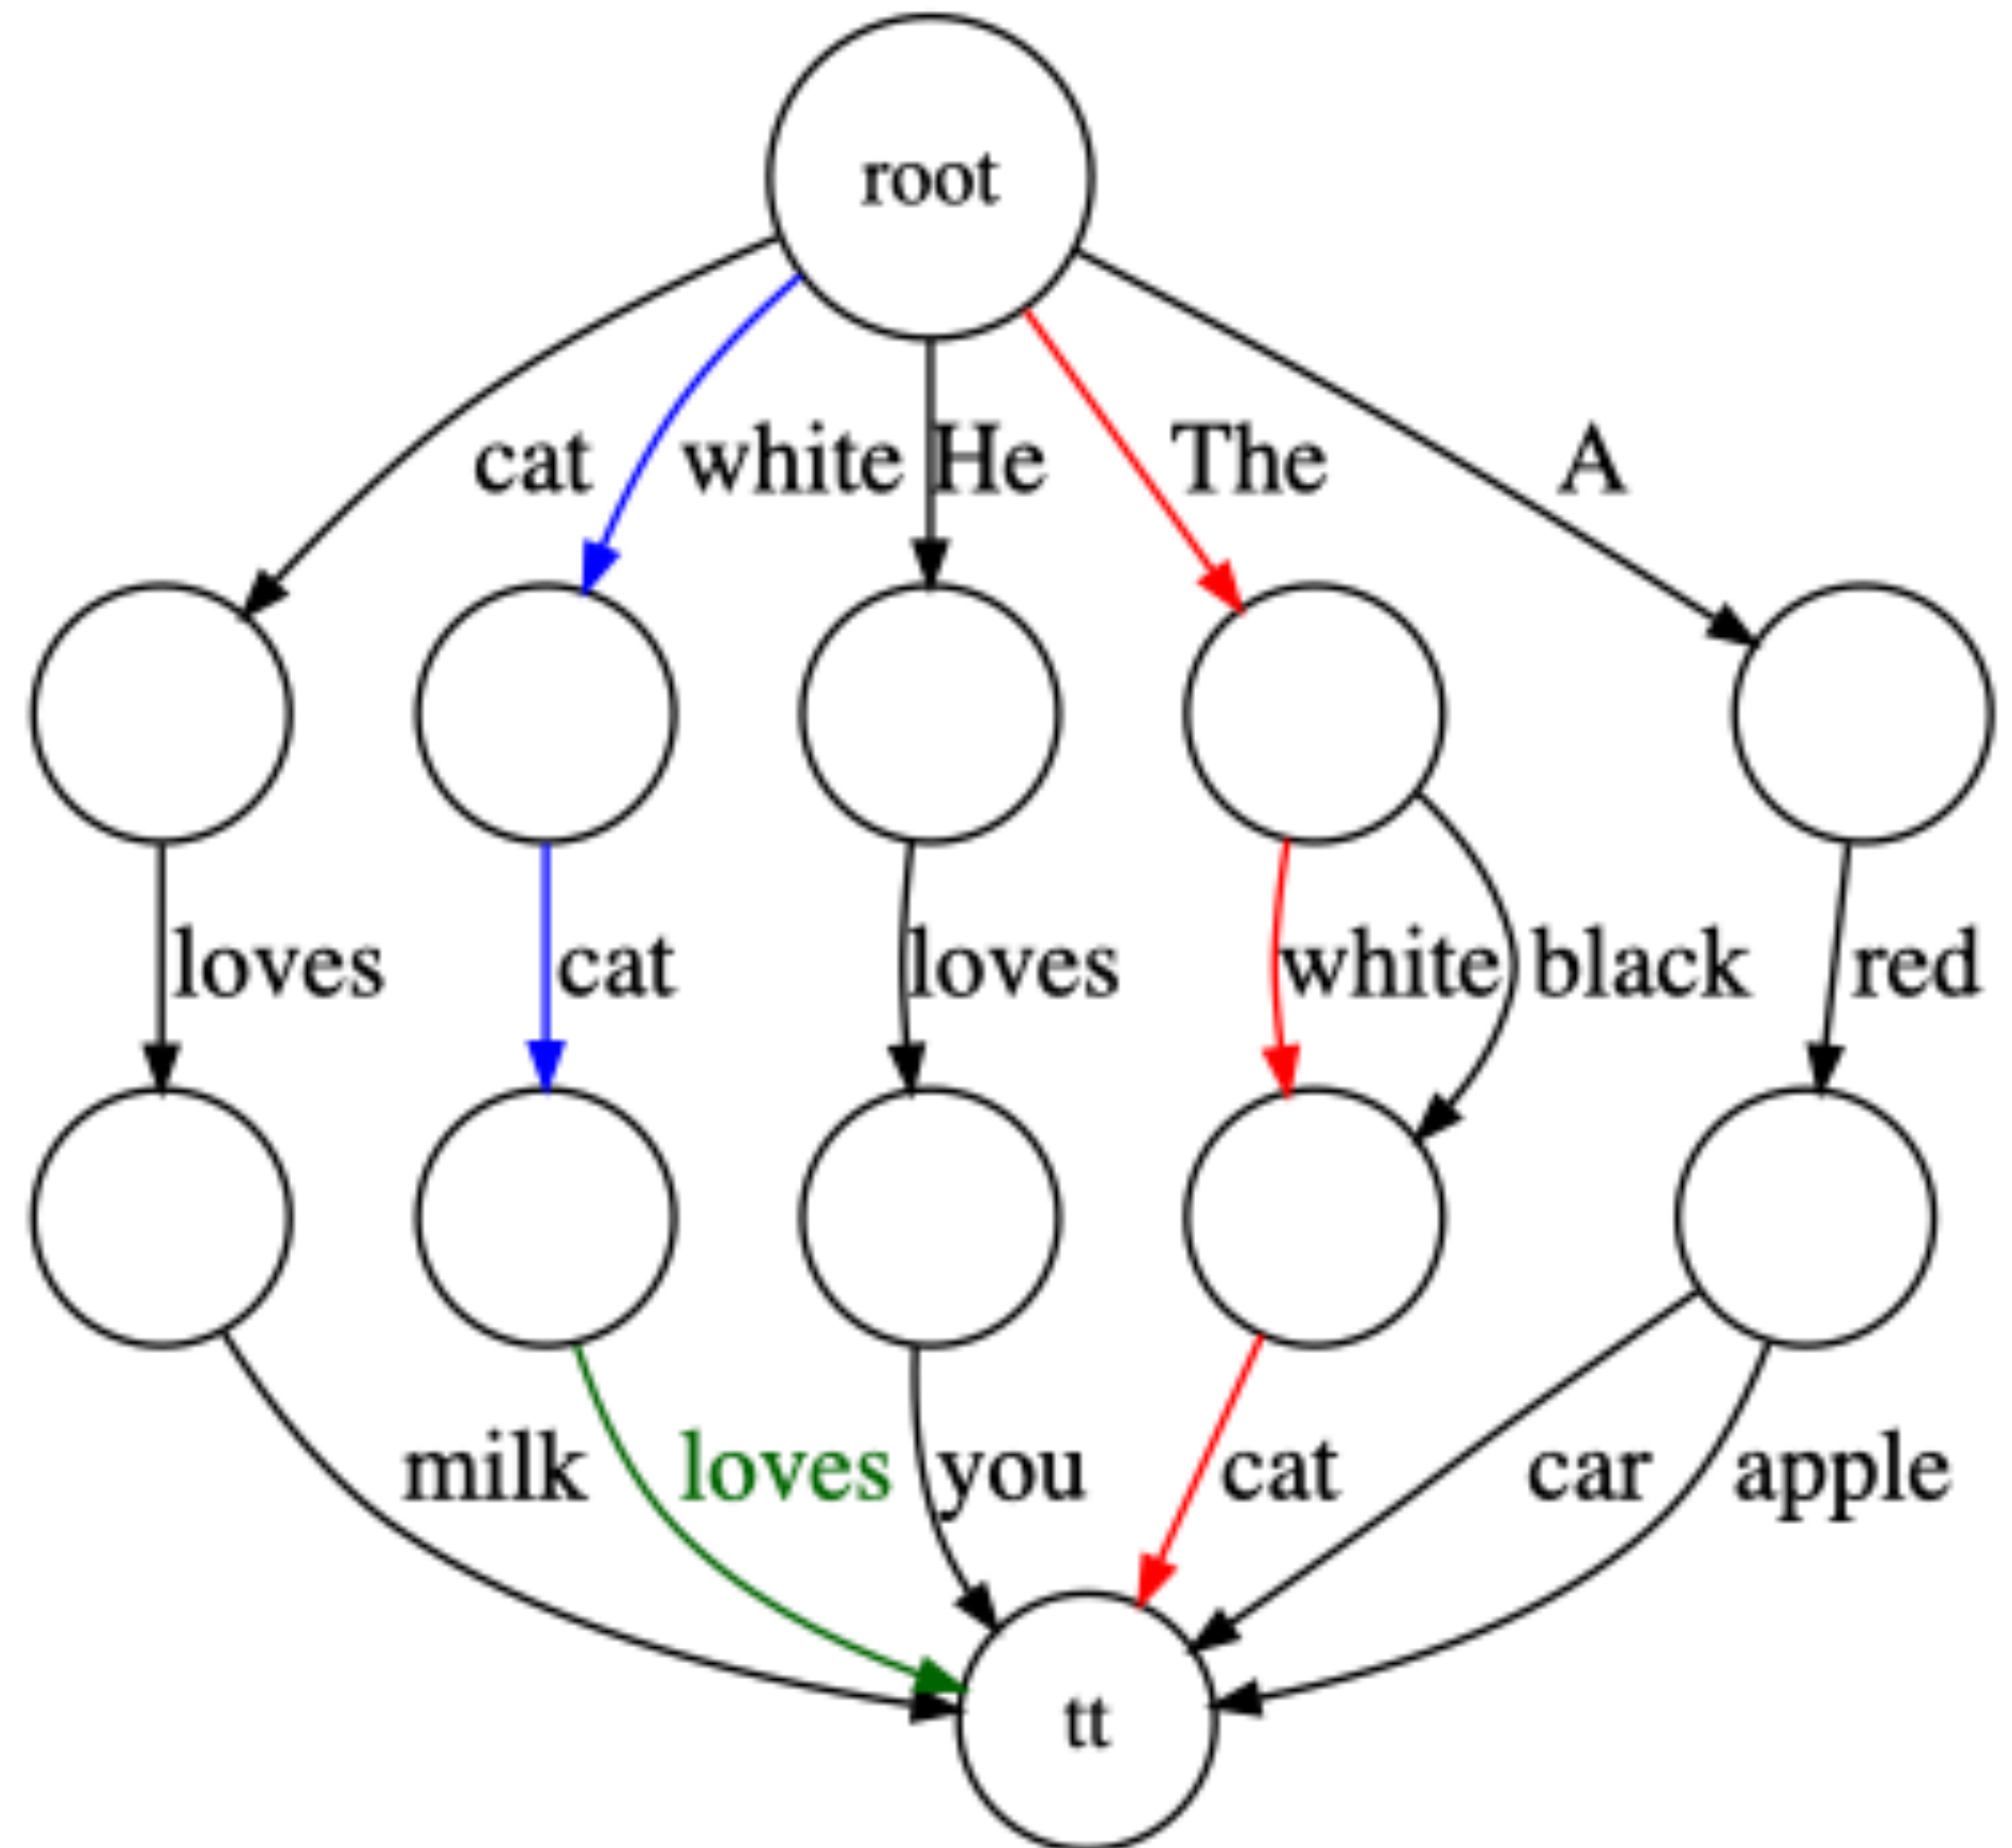 root
cat white He The A
loves cat loves white black red
milk loves you cat car apple
tt